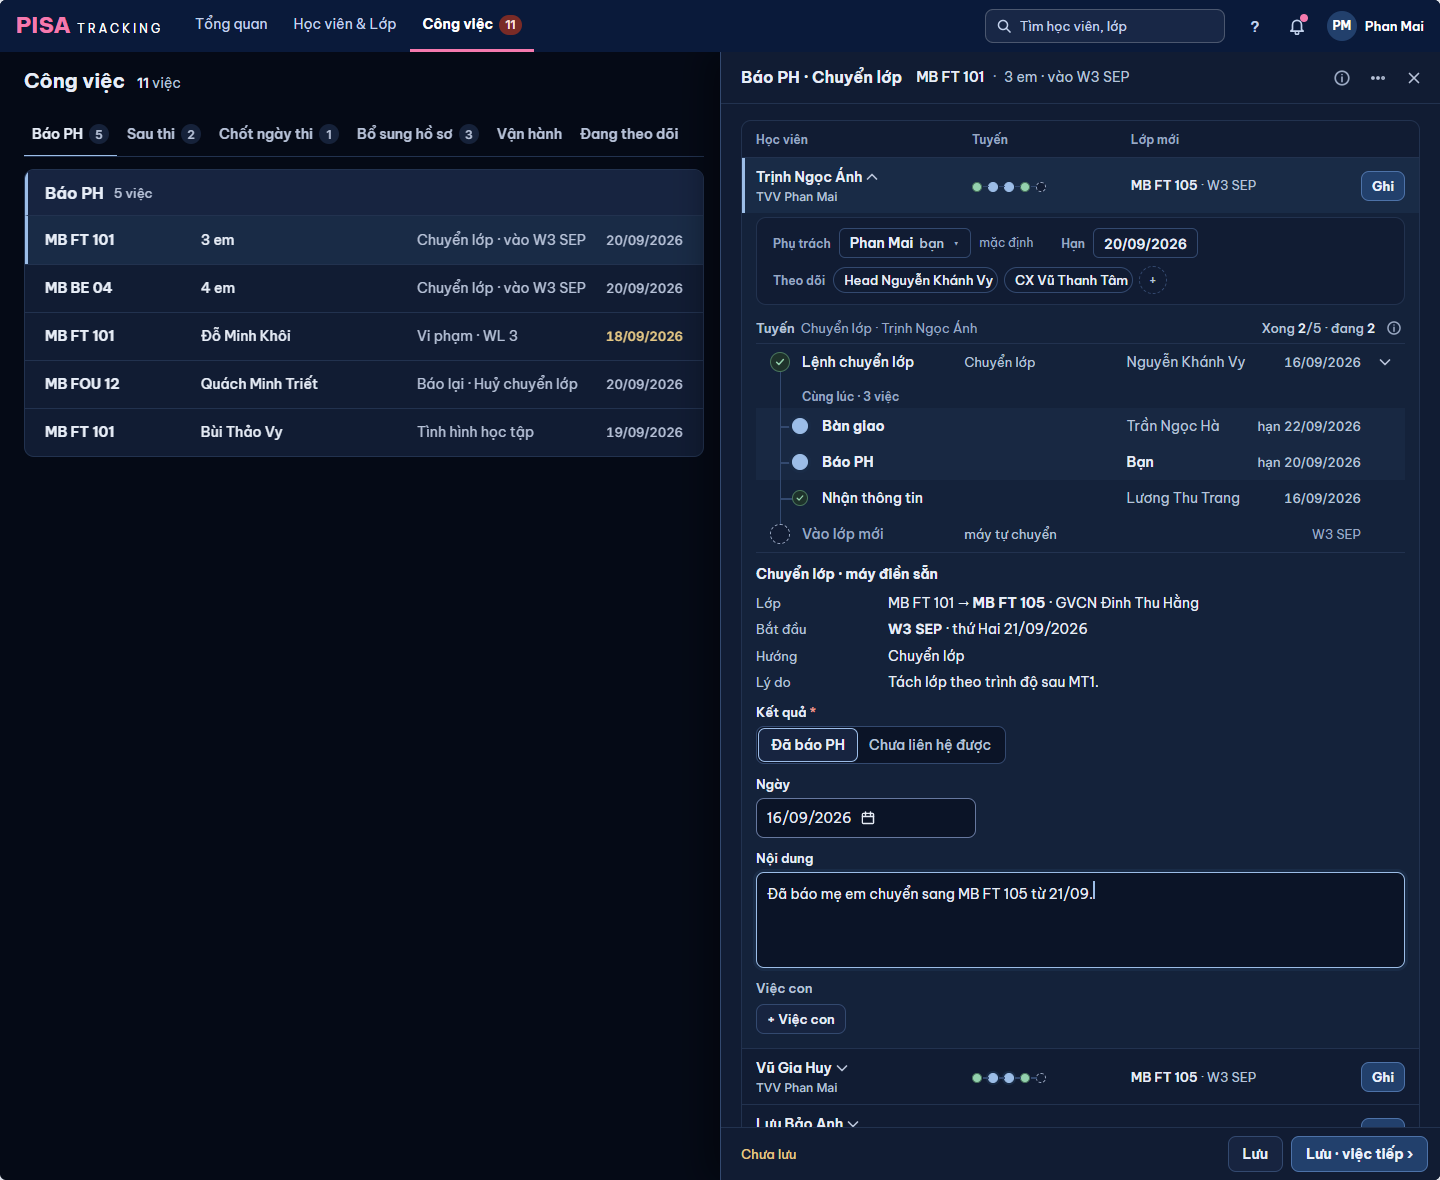 PISA TRACKING Tổng quan Học viên & Lớp Công việc 11 Tìm học viên, lớp ? PM Phan Mai
Công việc 11 việc
Báo PH 5 Sau thi 2 Chốt ngày thi 1 Bổ sung hồ sơ 3 Vận hành Đang theo dõi
Báo PH 5 việc
MB FT 101 3 em Chuyển lớp · vào W3 SEP 20/09/2026
MB BE 04 4 em Chuyển lớp · vào W3 SEP 20/09/2026
MB FT 101 Đỗ Minh Khôi Vi phạm · WL 3 18/09/2026
MB FOU 12 Quách Minh Triết Báo lại · Huỷ chuyển lớp 20/09/2026
MB FT 101 Bùi Thảo Vy Tình hình học tập 19/09/2026
Báo PH · Chuyển lớp MB FT 101 · 3 em · vào W3 SEP
Học viên Tuyến Lớp mới
Trịnh Ngọc Ánh MB FT 105 · W3 SEP Ghi
TVV Phan Mai
Phụ trách Phan Mai bạn mặc định Hạn 20/09/2026
Theo dõi Head Nguyễn Khánh Vy CX Vũ Thanh Tâm +
Tuyến Chuyển lớp · Trịnh Ngọc Ánh Xong 2/5 · đang 2
Lệnh chuyển lớp Chuyển lớp Nguyễn Khánh Vy 16/09/2026
Cùng lúc · 3 việc
Bàn giao Trần Ngọc Hà hạn 22/09/2026
Báo PH Bạn hạn 20/09/2026
Nhận thông tin Lương Thu Trang 16/09/2026
Vào lớp mới máy tự chuyển W3 SEP
Chuyển lớp · máy điền sẵn
Lớp MB FT 101 → MB FT 105 · GVCN Đinh Thu Hằng
Bắt đầu W3 SEP · thứ Hai 21/09/2026
Hướng Chuyển lớp
Lý do Tách lớp theo trình độ sau MT1.
Kết quả *
Đã báo PH Chưa liên hệ được
Ngày
16/09/2026
Nội dung
Đã báo mẹ em chuyển sang MB FT 105 từ 21/09.
Việc con
+ Việc con
Vũ Gia Huy MB FT 105 · W3 SEP Ghi
TVV Phan Mai
Lưu Bảo Anh
Chưa lưu Lưu Lưu · việc tiếp ›